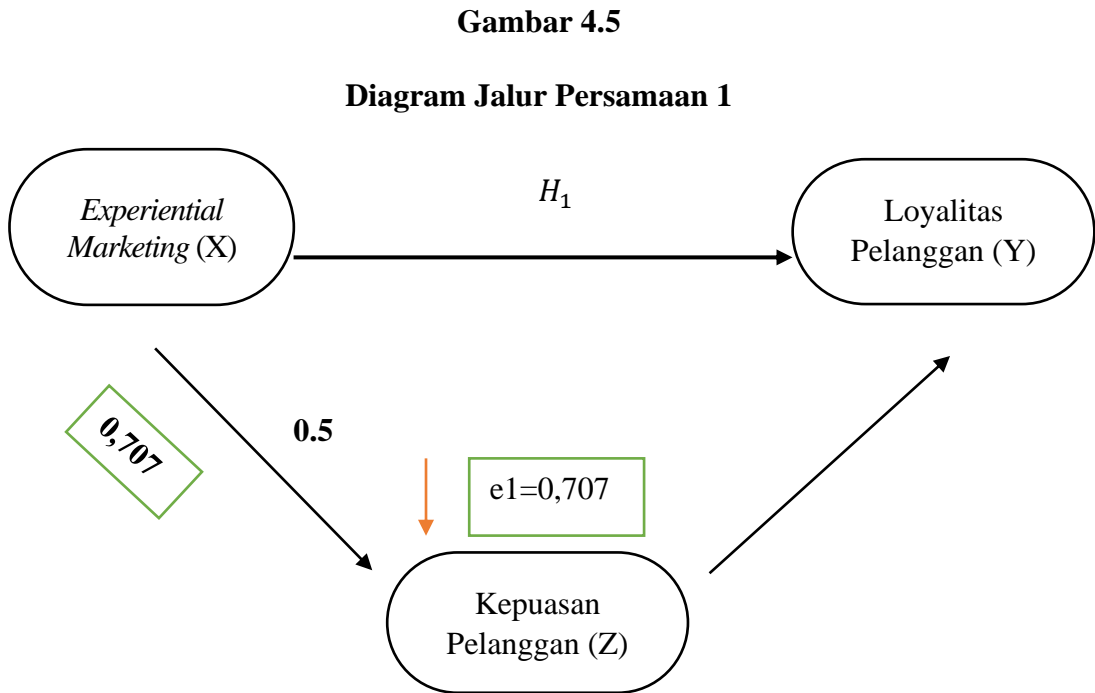 Gambar 4.5
Diagram Jalur Persamaan 1
Experiential
Marketing (X)
H₁
Loyalitas
Pelanggan (Y)
0,707
0.5
e1=0,707
Kepuasan
Pelanggan (Z)